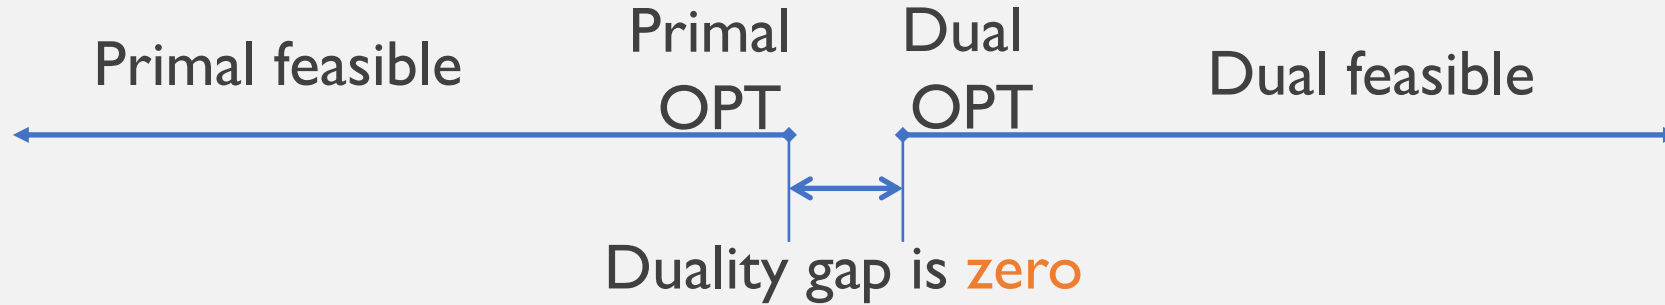 Primal feasible
Primal
OPT
Dual
OPT
Dual feasible
Duality gap is zero